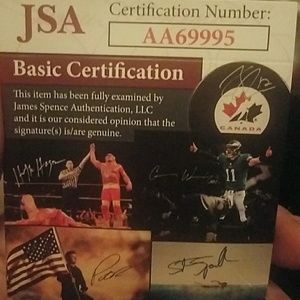 JSA
Certification Number:
AA69995
Basic Certification
This item has been fully examined by
James Spence Authentication, LLC
and it is our considered opinion that the
signature(s) is/are genuine.
CANADA
11